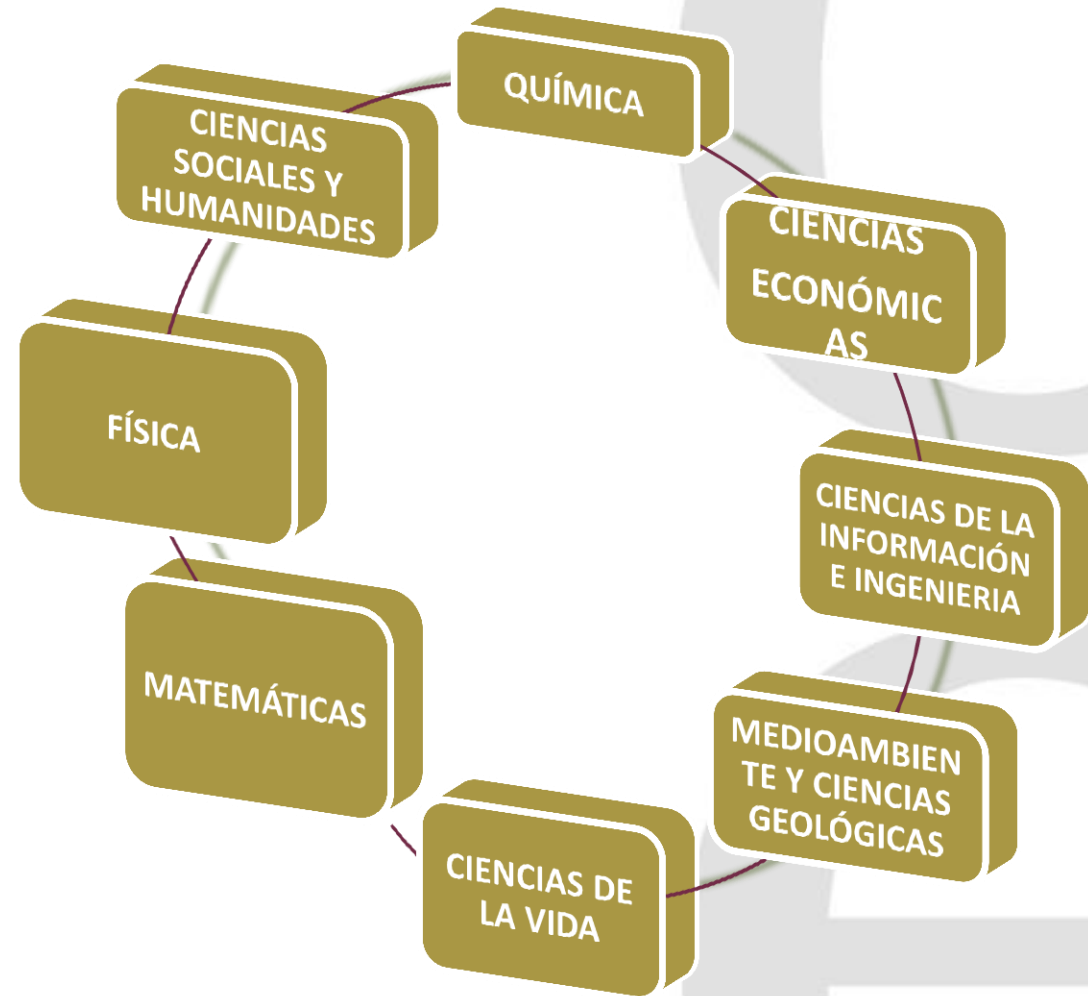 QUÍMICA
CIENCIAS
ECONÓMIC
AS
CIENCIAS DE LA
INFORMACIÓN
E INGENIERIA
MEDIOAMBIEN
TE Y CIENCIAS
GEOLÓGICAS
CIENCIAS DE
LA VIDA
MATEMÁTICAS
FÍSICA
CIENCIAS
SOCIALES Y
HUMANIDADES